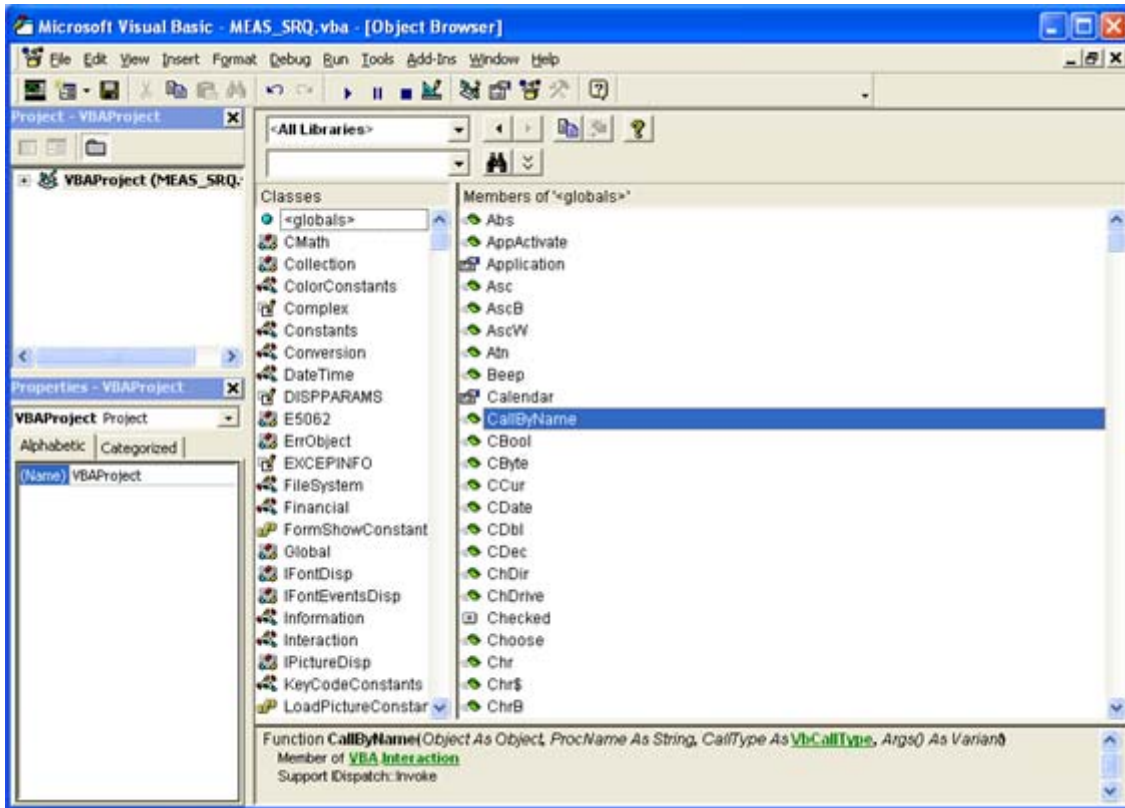 Microsoft Visual Basic - MEAS_SRQ.vba - [Object Browser]
File Edit View Insert Format Debug Run Tools Add-Ins Window Help
Project - VBAProject
VBAProject (MEAS_SRQ.
Properties - VBAProject
VBAProject Project
Alphabetic Categorized
(Name) VBAProject
<All Libraries>
Classes
<globals>
CMath
Collection
ColorConstants
Complex
Constants
Conversion
DateTime
DISPPARAMS
E5062
ErrObject
EXCEPINFO
FileSystem
Financial
FormShowConstant
Global
IFontDisp
IFontEventsDisp
Information
Interaction
IPictureDisp
KeyCodeConstants
LoadPictureConstar
Members of '<globals>'
Abs
AppActivate
Application
Asc
AscB
AscW
Atn
Beep
Calendar
CallByName
CBool
CByte
CCur
CDate
CDbl
CDec
ChDir
ChDrive
Checked
Choose
Chr
Chr$
ChrB
Function CallByName(Object As Object, ProcName As String, CallType As VbCallType, Args() As Variant)
Member of VBA.Interaction
Support IDispatch::Invoke